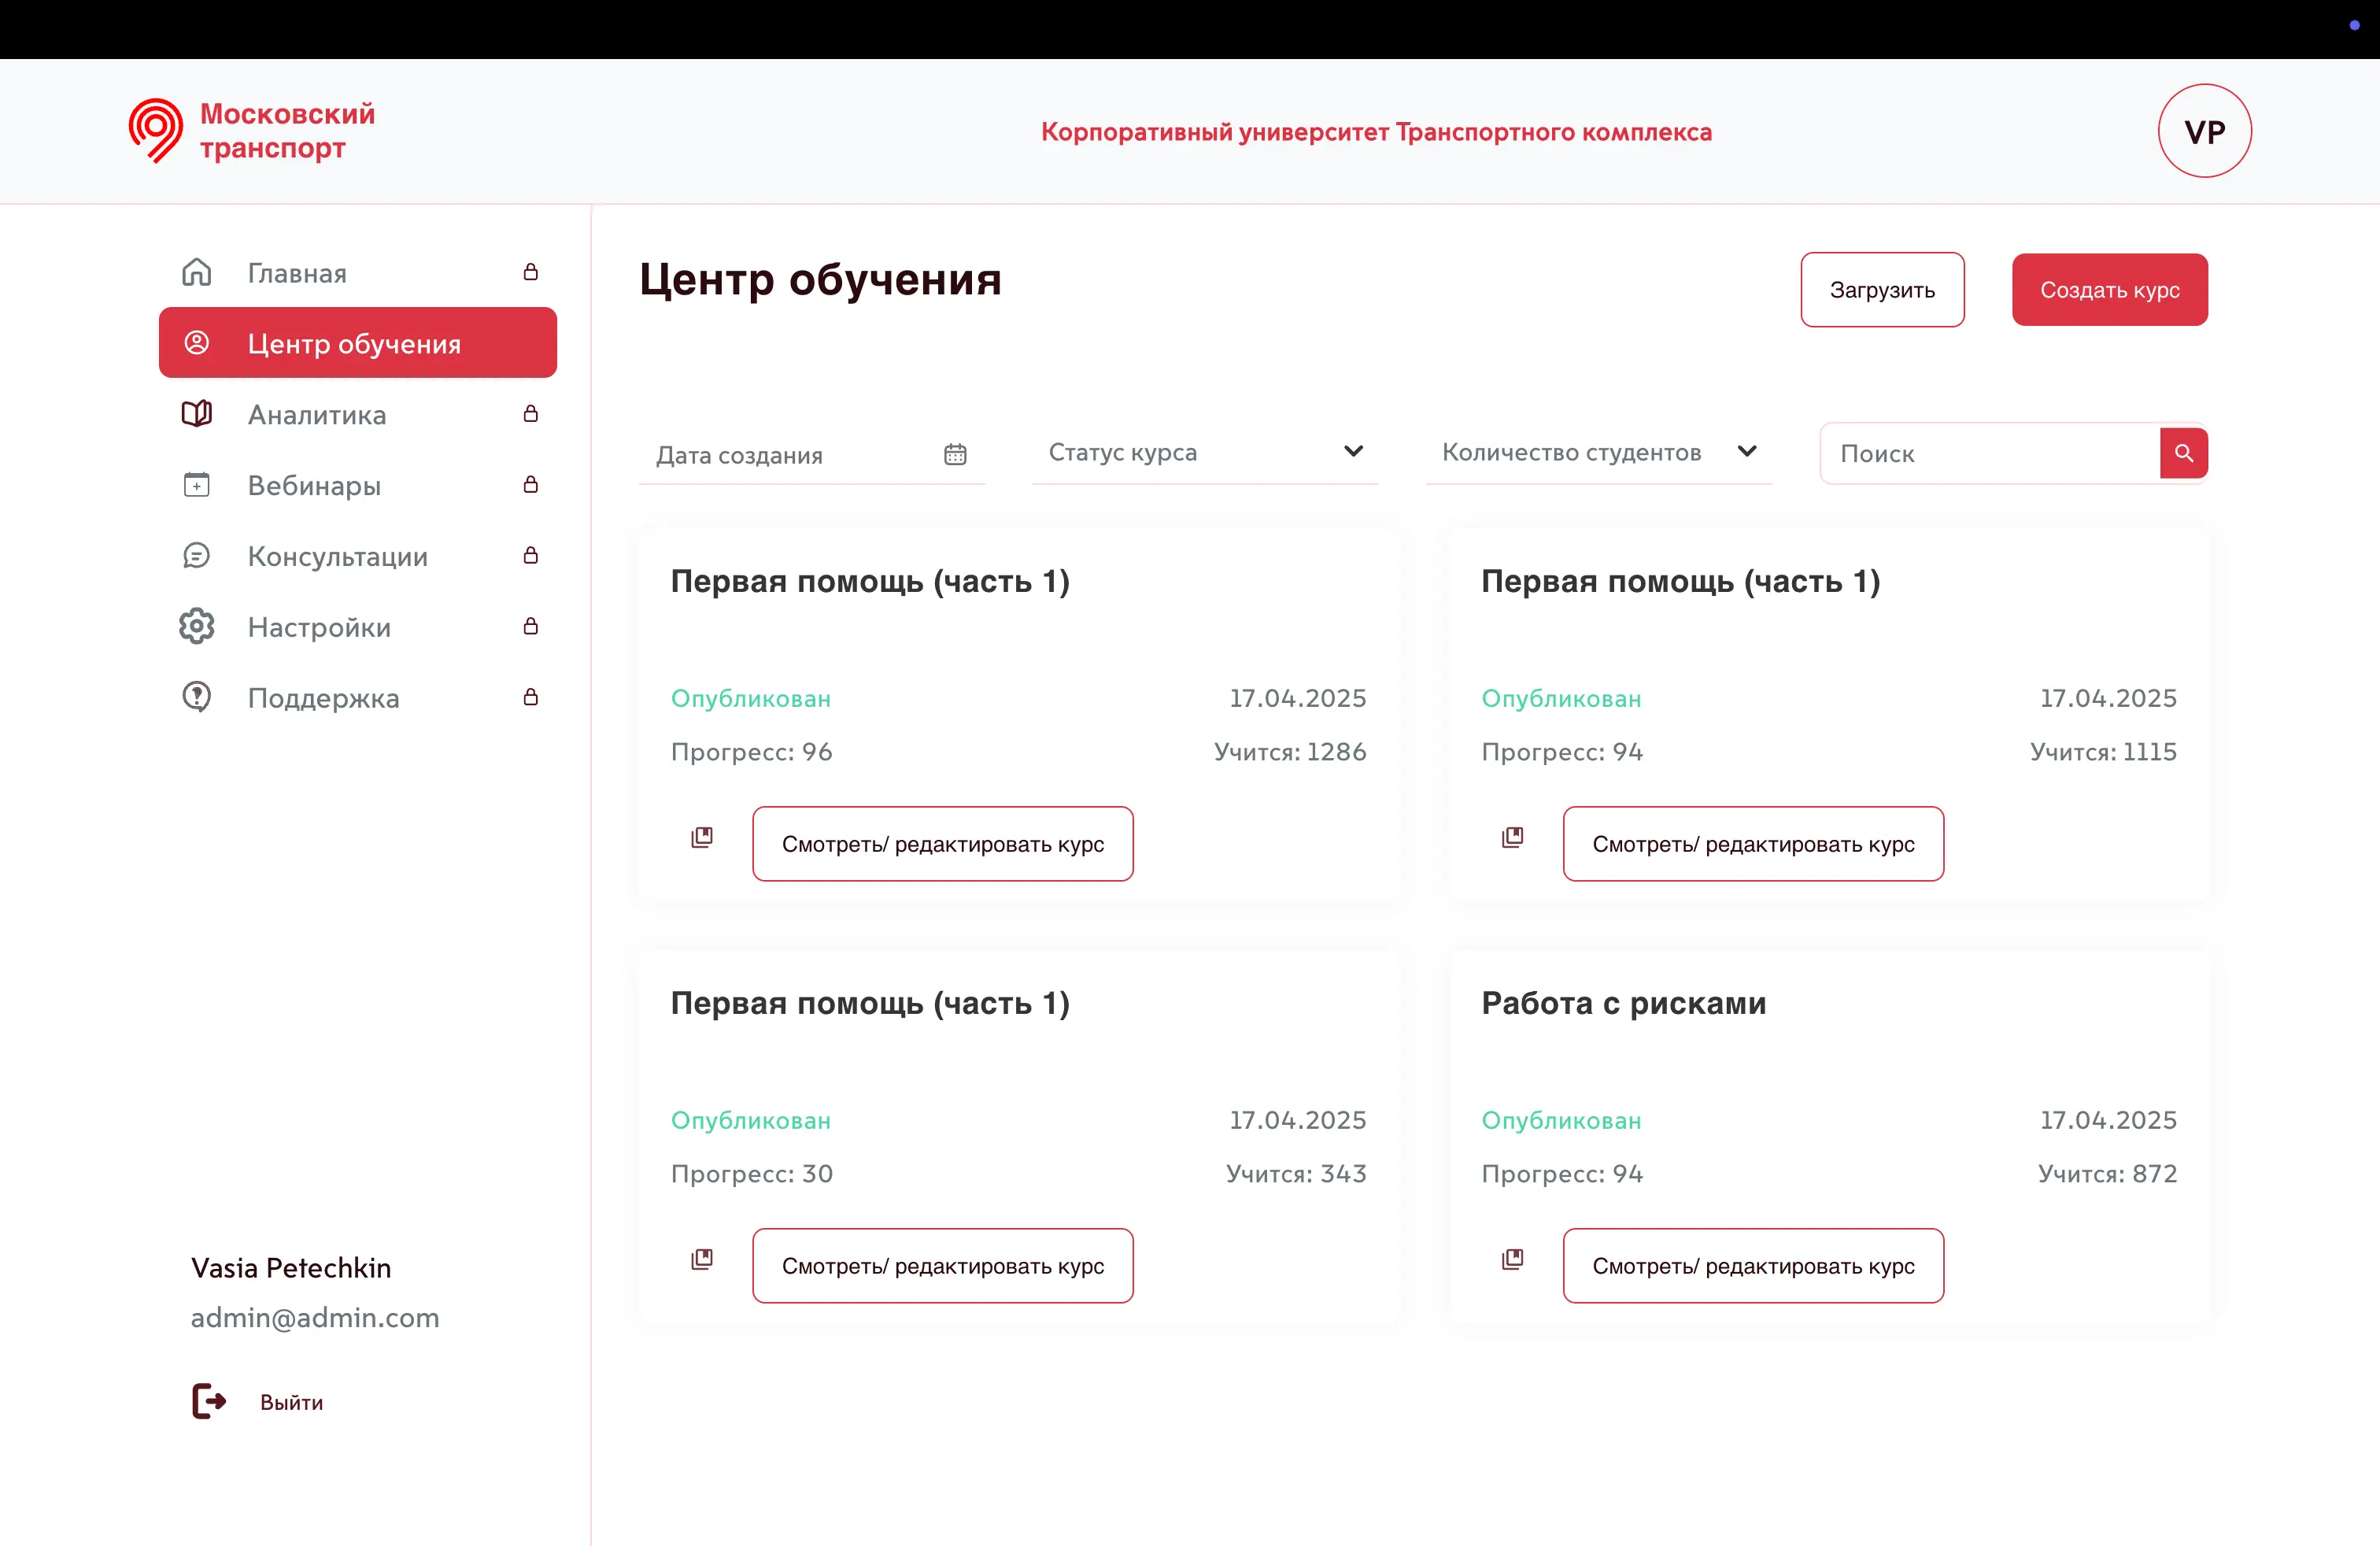 Московский
транспорт
Корпоративный университет Транспортного комплекса
VP
Главная
Центр обучения
Аналитика
Вебинары
Консультации
Настройки
Поддержка
Vasia Petechkin
admin@admin.com
Выйти
Центр обучения
Загрузить
Создать курс
Дата создания
Статус курса
Количество студентов
Поиск
Первая помощь (часть 1)
Опубликован
17.04.2025
Прогресс: 96
Учится: 1286
Смотреть/ редактировать курс
Первая помощь (часть 1)
Опубликован
17.04.2025
Прогресс: 94
Учится: 1115
Смотреть/ редактировать курс
Первая помощь (часть 1)
Опубликован
17.04.2025
Прогресс: 30
Учится: 343
Смотреть/ редактировать курс
Работа с рисками
Опубликован
17.04.2025
Прогресс: 94
Учится: 872
Смотреть/ редактировать курс